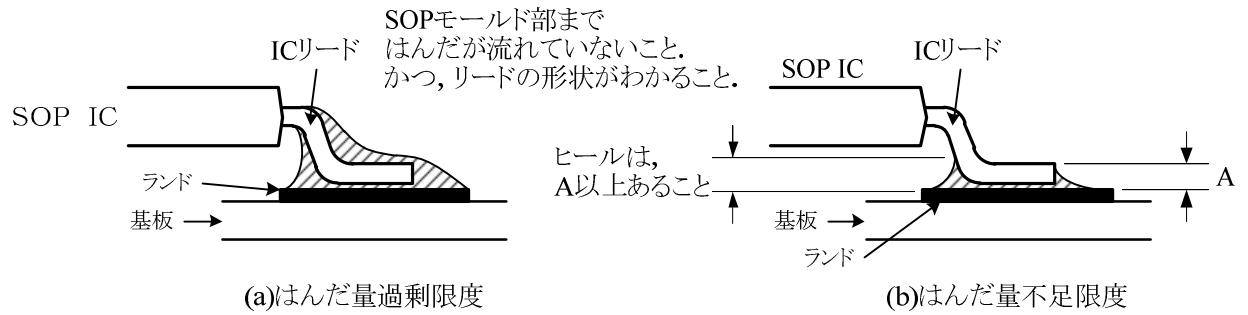 SOPモールド部まで
はんだが流れていないこと.
かつ, リードの形状がわかること.
ICリード
SOP IC
ランド
基板
(a)はんだ量過剰限度
ICリード
SOP IC
ヒールは,
A以上あること
A
基板
ランド
(b)はんだ量不足限度